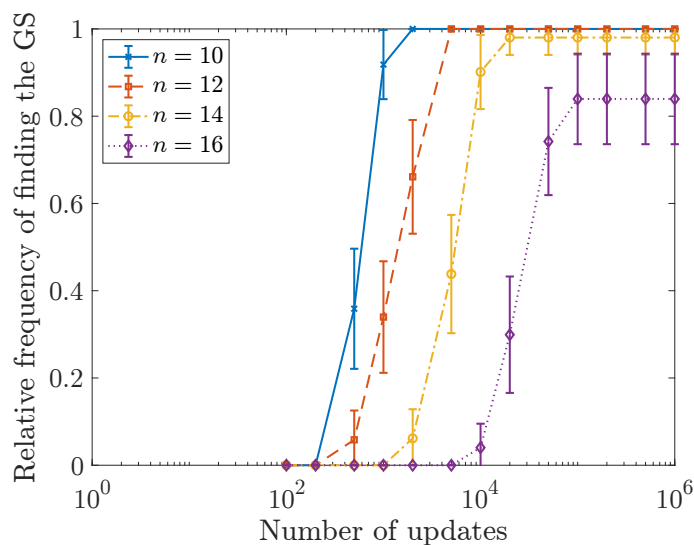 Relative frequency of finding the GS
1
0.8
0.6
0.4
0.2
0
n = 10
n = 12
n = 14
n = 16
10^0 10^2 10^4 10^6
Number of updates